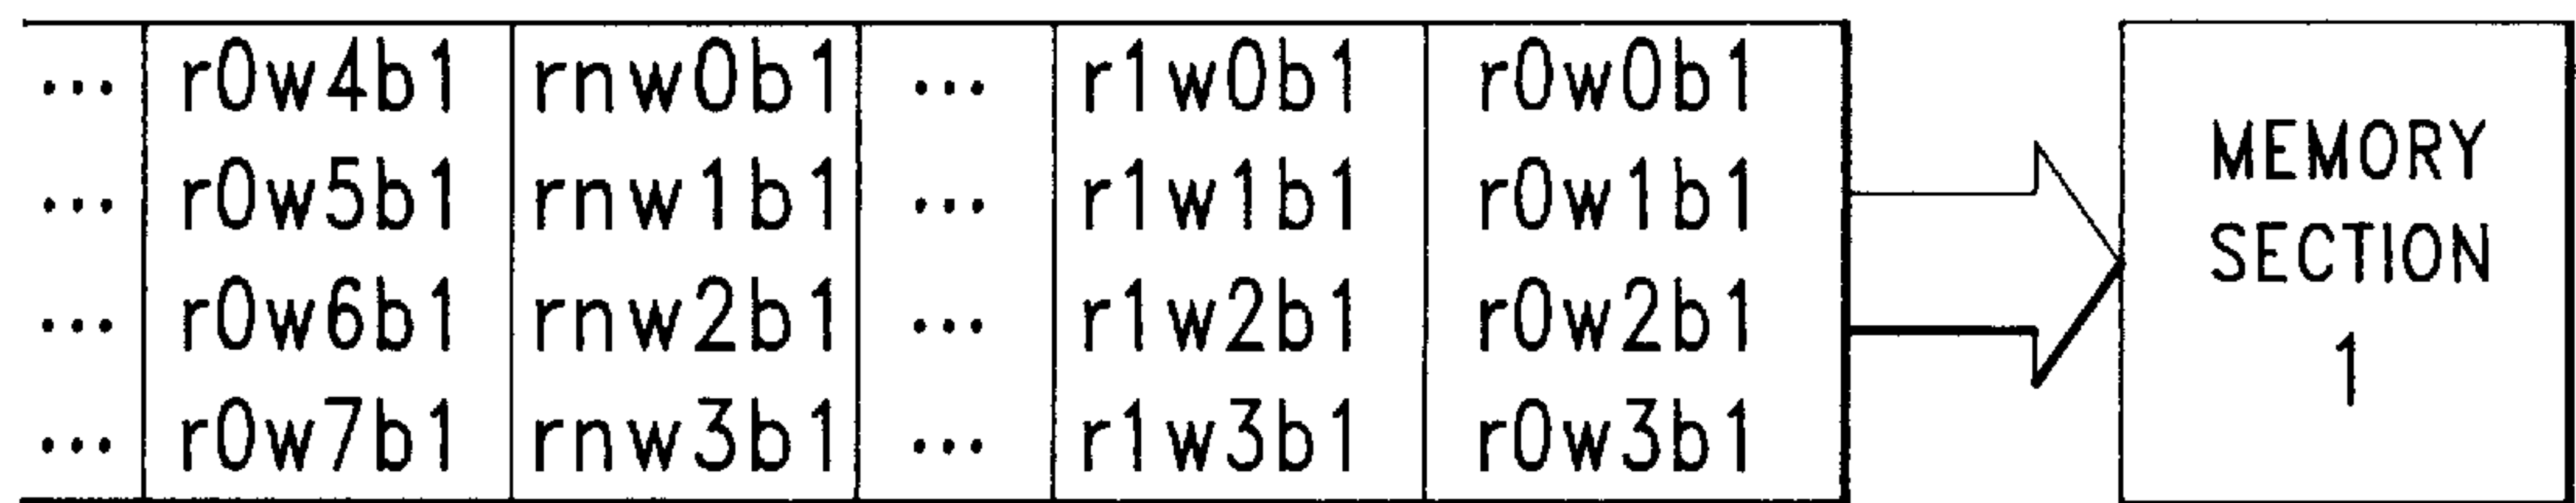 ... r0w4b1 rnw0b1 ... r1w0b1 r0w0b1
... r0w5b1 rnw1b1 ... r1w1b1 r0w1b1
... r0w6b1 rnw2b1 ... r1w2b1 r0w2b1
... r0w7b1 rnw3b1 ... r1w3b1 r0w3b1
MEMORY
SECTION
1